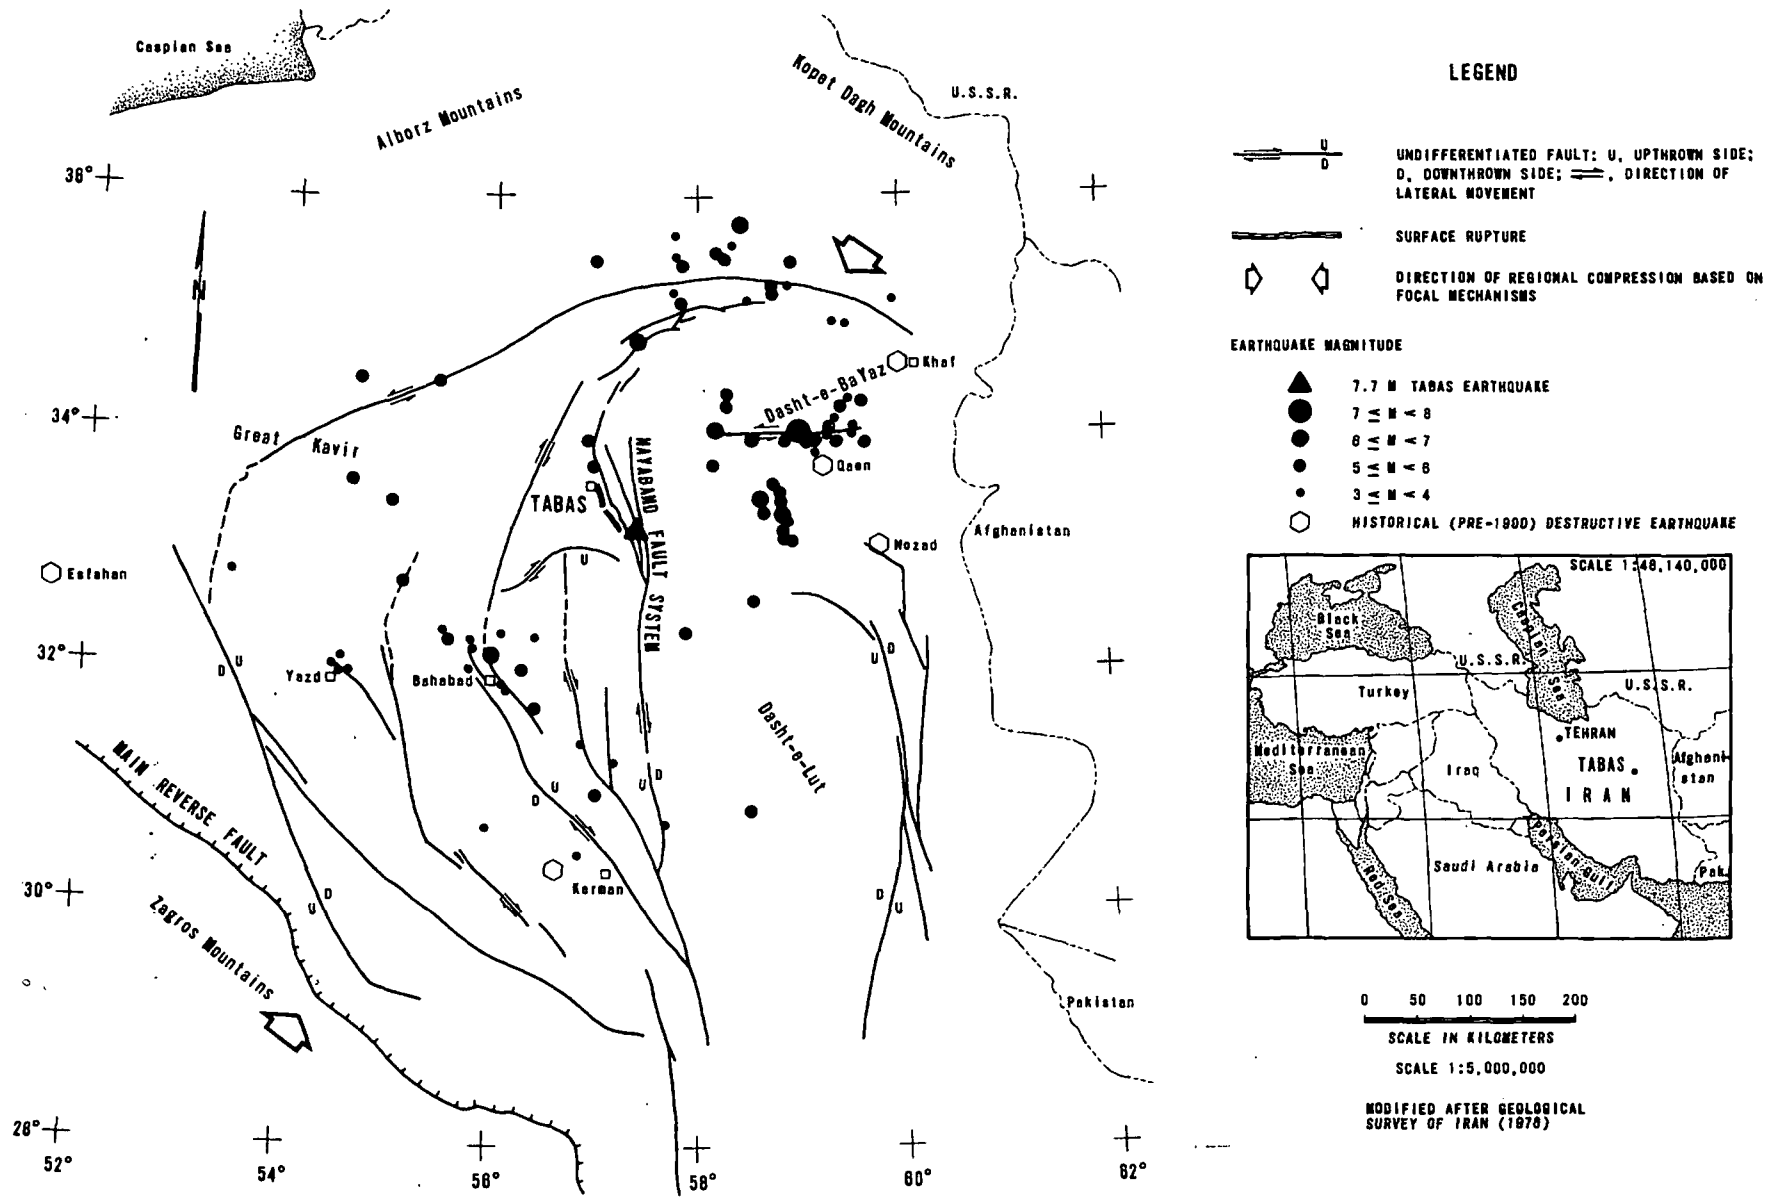 Caspian Sea
Alborz Mountains
Kopet Dagh Mountains
U.S.S.R.
38°
N
34°
Great Kavir
Khaf
Dasht-e-BaYaz
Qaen
TABAS
NAYABAND FAULT SYSTEM
Nozad
Afghanistan
Esfahan
U
32°
D U
Yazd
Bahabad
U D
Dasht-e-Lut
MAIN REVERSE FAULT
D U
U D
30°
Kerman
U D
D U
Zagros Mountains
Pakistan
28°
52°
54°
56°
58°
60°
62°
LEGEND
U
D
UNDIFFERENTIATED FAULT: U, UPTHROWN SIDE;
D, DOWNTHROWN SIDE; ⇌, DIRECTION OF
LATERAL MOVEMENT
SURFACE RUPTURE
DIRECTION OF REGIONAL COMPRESSION BASED ON
FOCAL MECHANISMS
EARTHQUAKE MAGNITUDE
7.7 M TABAS EARTHQUAKE
7 ≤ M < 8
6 ≤ M < 7
5 ≤ M < 6
3 ≤ M < 4
HISTORICAL (PRE-1900) DESTRUCTIVE EARTHQUAKE
SCALE 1:48,140,000
Black
Sea
Caspian Sea
U.S.S.R.
U.S.S.R.
Turkey
TEHRAN
Mediterranean
Sea
Iraq
TABAS
Afghani-
stan
IRAN
Saudi Arabia
Persian Gulf
Pak.
Red Sea
0 50 100 150 200
SCALE IN KILOMETERS
SCALE 1:5,000,000
MODIFIED AFTER GEOLOGICAL
SURVEY OF IRAN (1976)